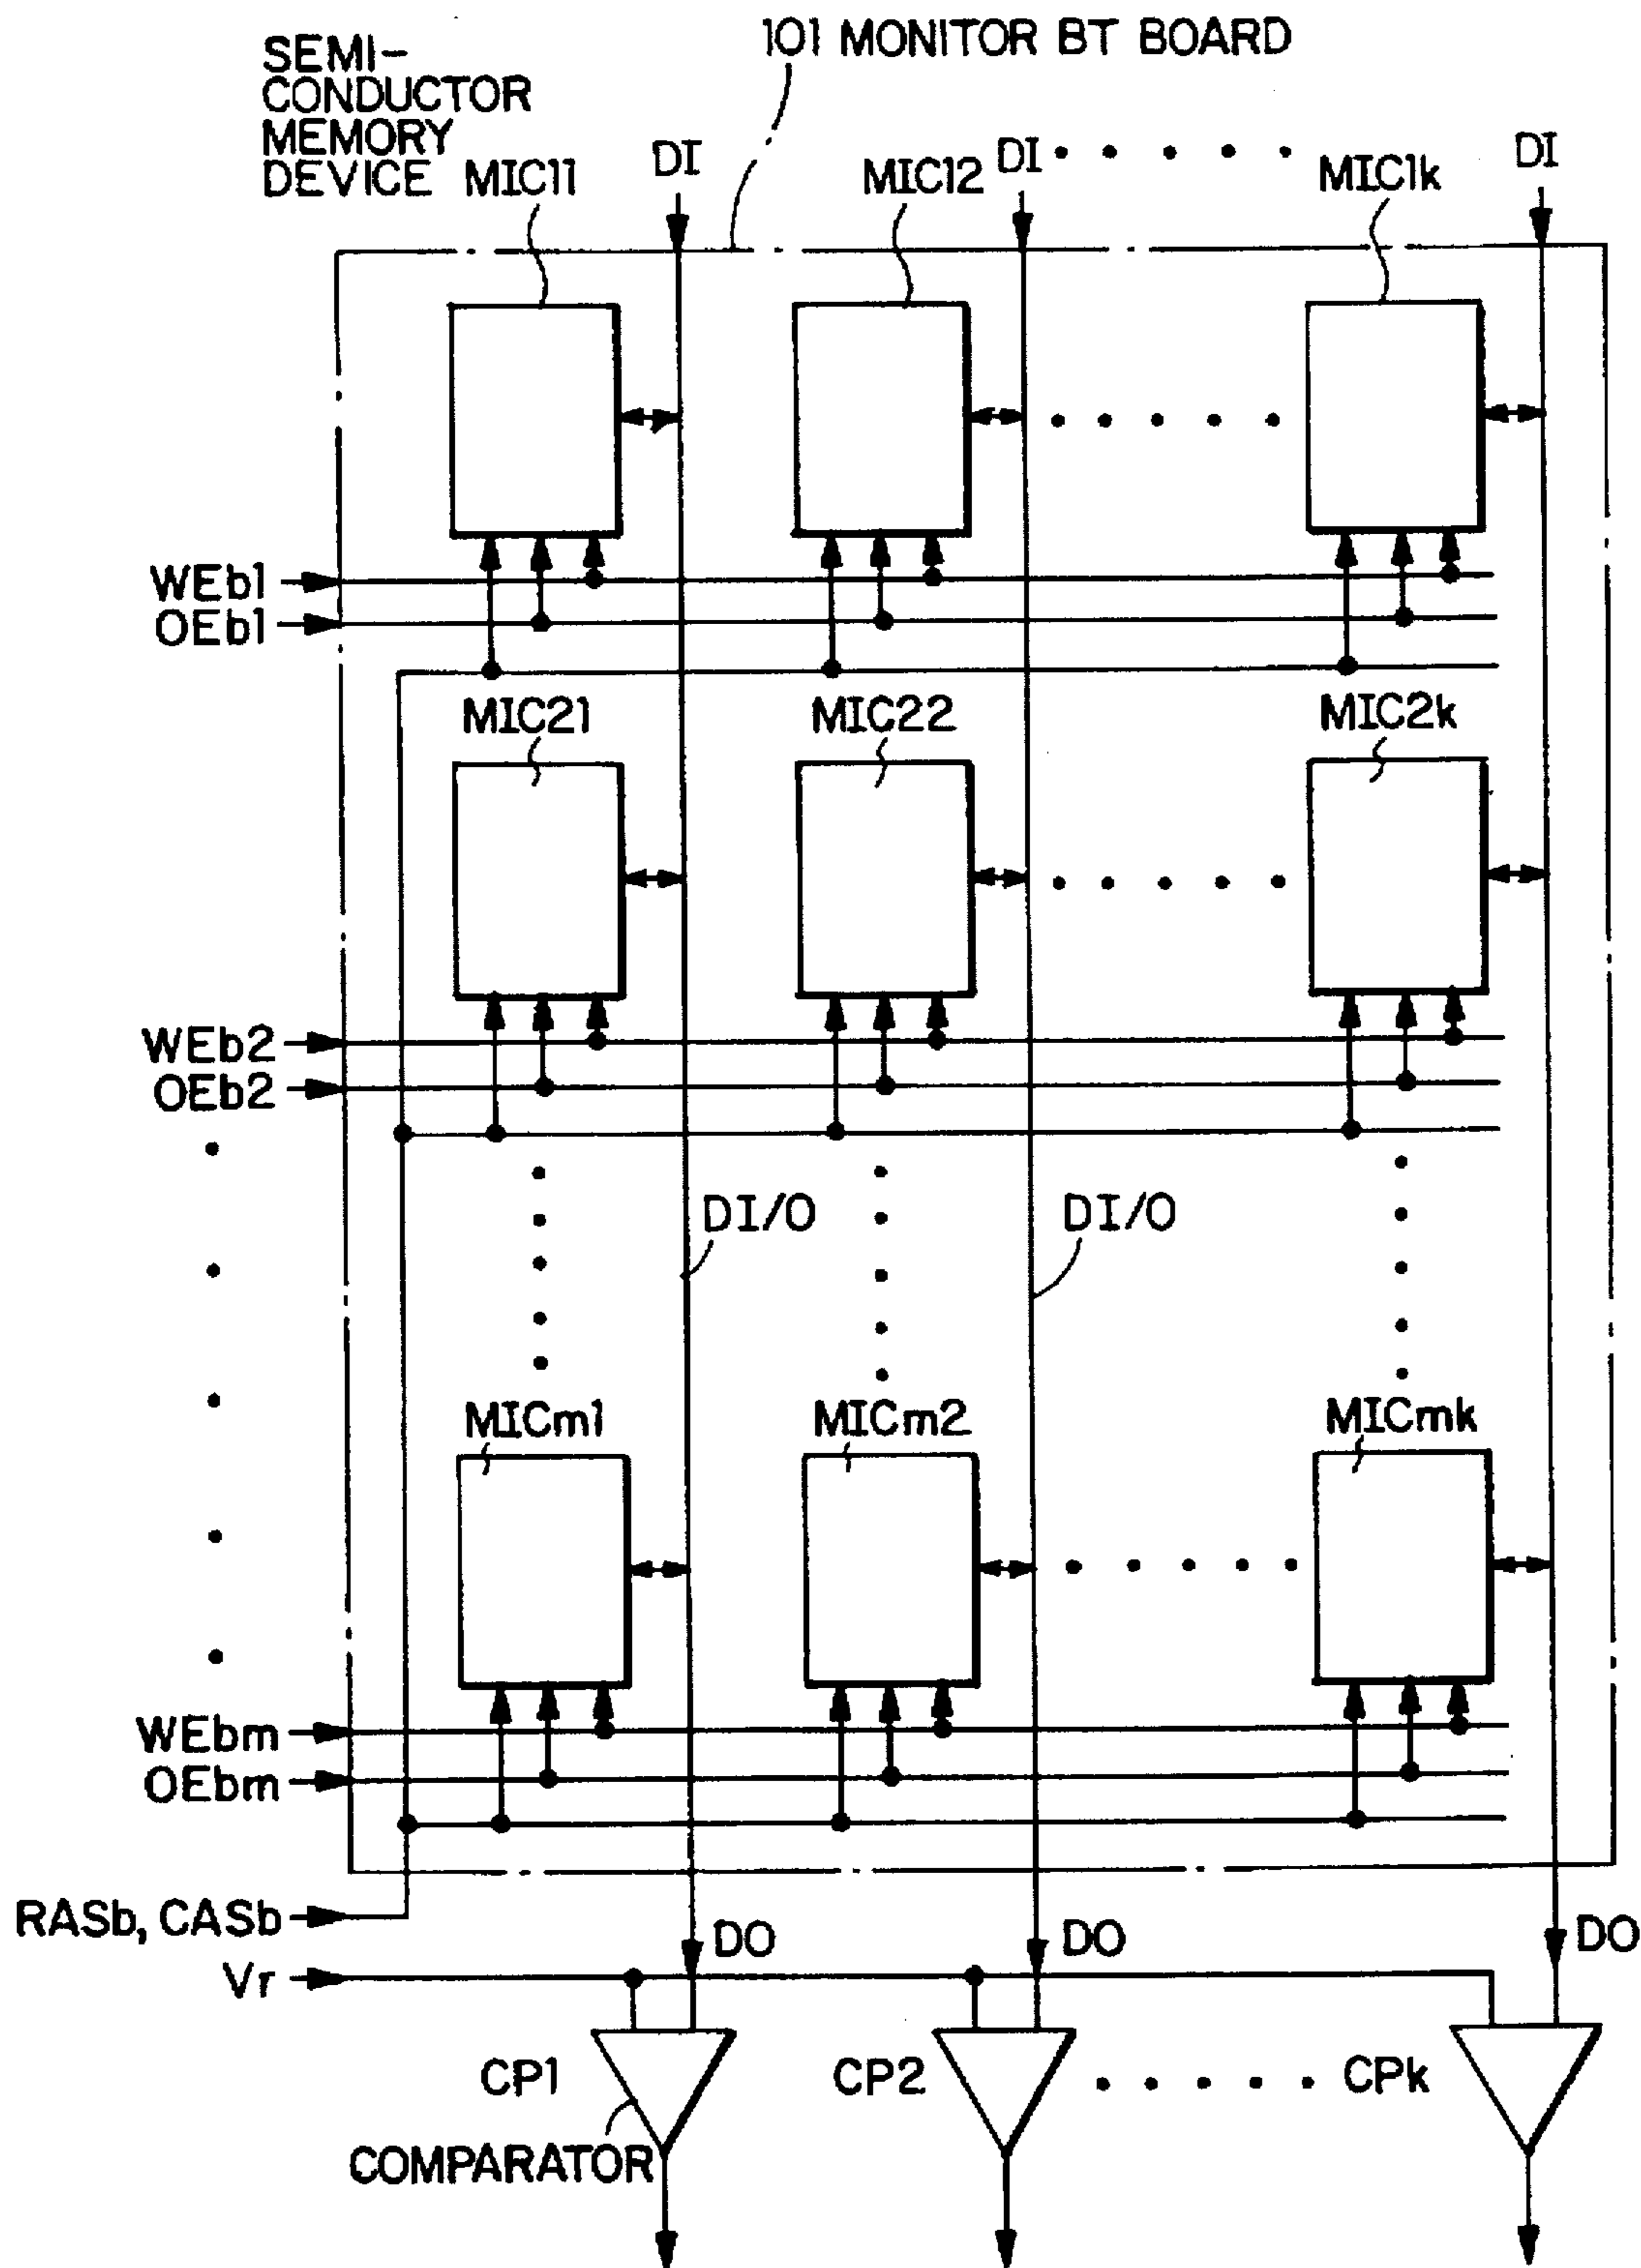 101 MONITOR BT BOARD
SEMI-
CONDUCTOR
MEMORY
DEVICE
MIC11
DI
MIC12
DI
MIC1k
DI
WEb1
OEb1
MIC21
MIC22
MIC2k
WEb2
OEb2
DI/O
DI/O
MICm1
MICm2
MICmk
WEbm
OEbm
RASb, CASb
DO
DO
DO
Vr
CP1
CP2
CPk
COMPARATOR